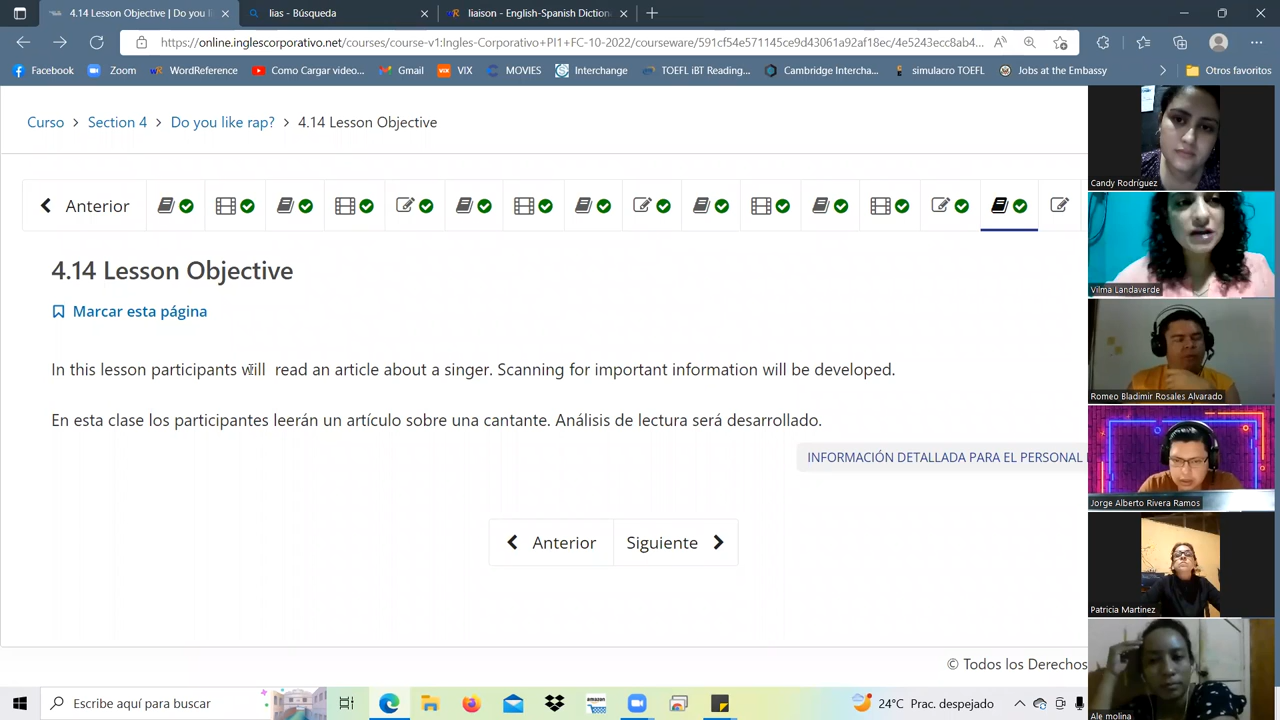 4.14 Lesson Objective | Do you l
lias - Búsqueda
liaison - English-Spanish Diction
https://online.inglescorporativo.net/courses/course-v1:Ingles-Corporativo+PI1+FC-10-2022/courseware/591cf54e571145ce9d43061a92af18ec/4e5243ecc8ab4...
Facebook
Zoom
WordReference
Como Cargar video...
Gmail
VIX
MOVIES
Interchange
TOEFL iBT Reading...
Cambridge Intercha...
simulacro TOEFL
Jobs at the Embassy
Otros favoritos
Curso > Section 4 > Do you like rap? > 4.14 Lesson Objective
Anterior
4.14 Lesson Objective
Marcar esta página
In this lesson participants will read an article about a singer. Scanning for important information will be developed.
En esta clase los participantes leerán un artículo sobre una cantante. Análisis de lectura será desarrollado.
INFORMACIÓN DETALLADA PARA EL PERSONAL
Anterior
Siguiente
© Todos los Derechos
Candy Rodríguez
Vilma Landaverde
Romeo Bladimir Rosales Alvarado
Jorge Alberto Rivera Ramos
Patricia Martinez
Ale molina
Escribe aquí para buscar
amazon
24°C Prac. despejado